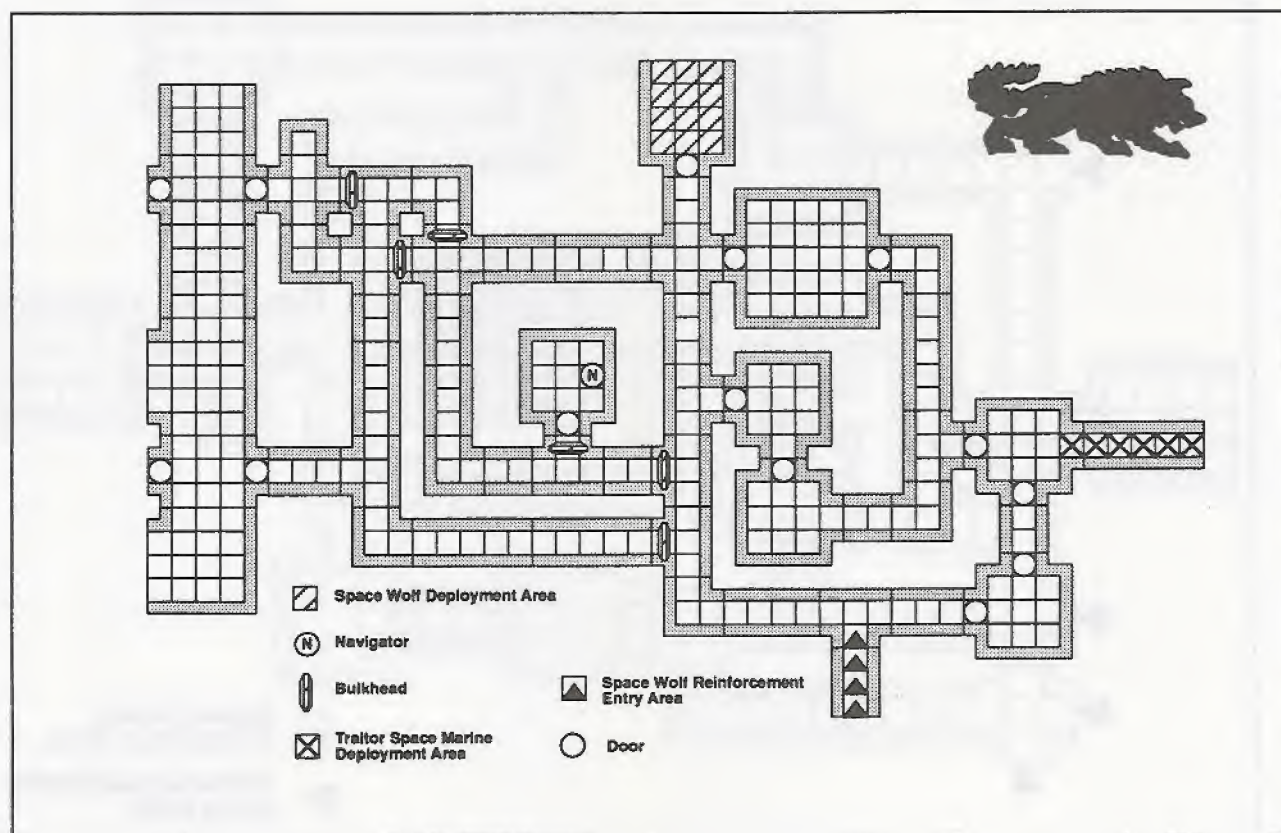 N
Space Wolf Deployment Area
N Navigator
Bulkhead
Traitor Space Marine
Deployment Area
Space Wolf Reinforcement
Entry Area
Door